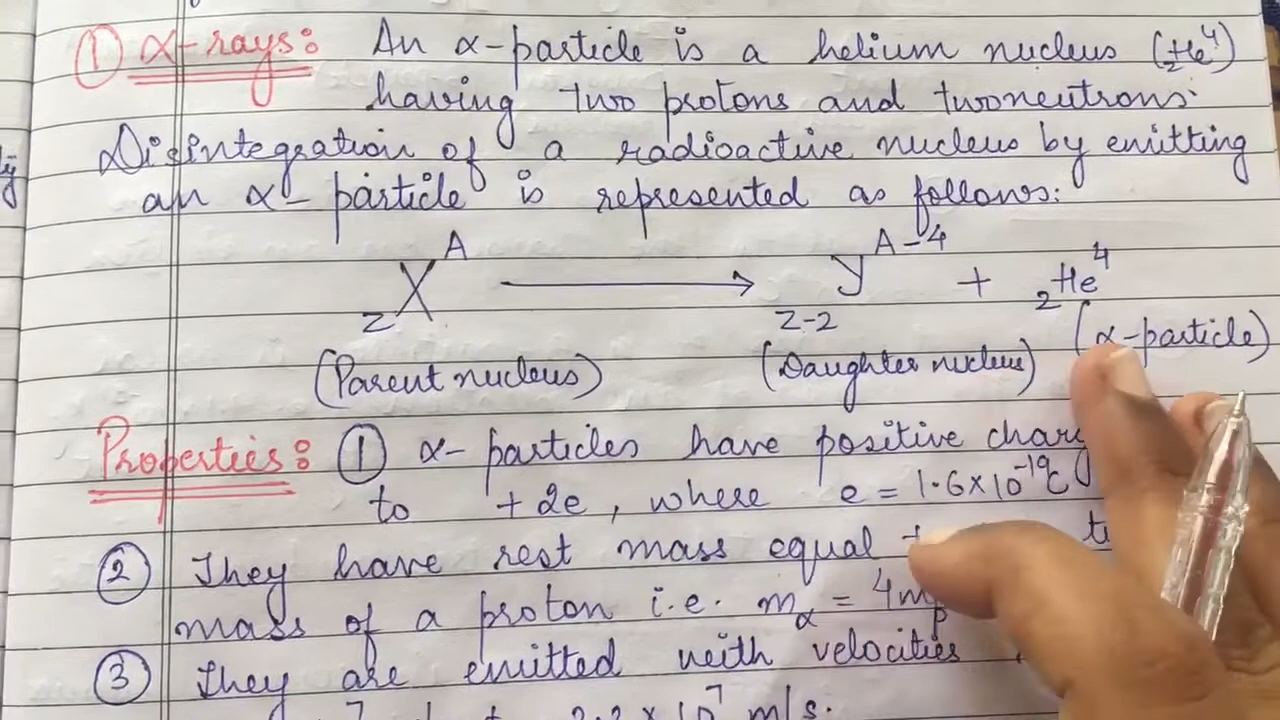 ① α-rays: An α-particle is a helium nucleus (₂He⁴)
having two protons and two neutrons.
Disintegration of a radioactive nucleus by emitting
an α-particle is represented as follows:
zXᴬ ⟶ z-2Yᴬ⁻⁴ + ₂He⁴
(Parent nucleus) (Daughter nucleus) (α-particle)
Properties: ① α-particles have positive
to +2e, where e = 1.6×10⁻¹⁹C
② They have rest mass equal
mass of a proton i.e. mα = 4mp
③ They are emitted with velocities
10⁷ m/s.